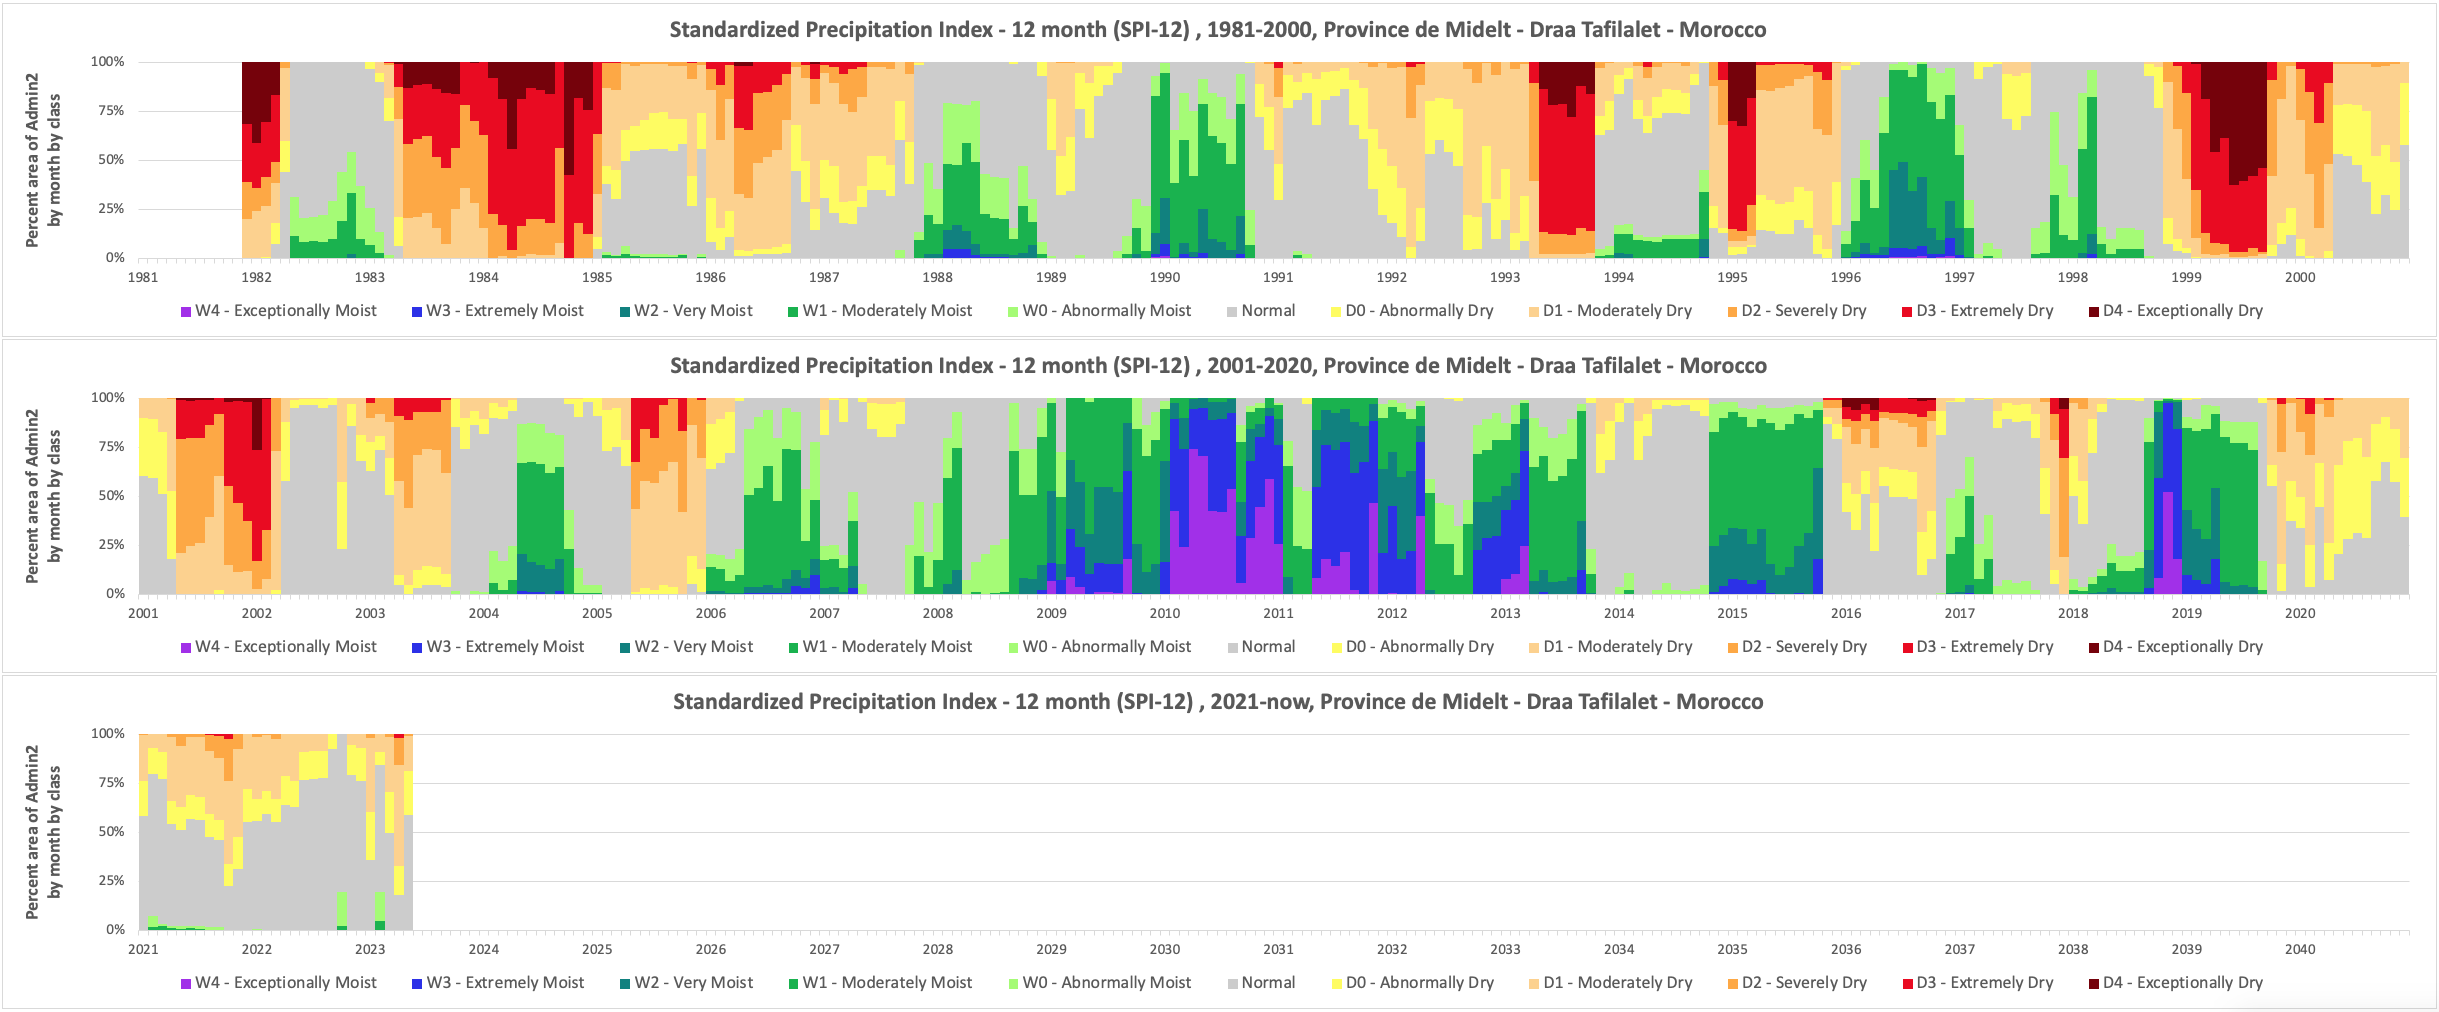 Standardized Precipitation Index - 12 month (SPI-12) , 1981-2000, Province de Midelt - Draa Tafilalet - Morocco
Percent area of Admin2
by month by class
100%
75%
50%
25%
0%
1981 1982 1983 1984 1985 1986 1987 1988 1989 1990 1991 1992 1993 1994 1995 1996 1997 1998 1999 2000
W4 - Exceptionally Moist W3 - Extremely Moist W2 - Very Moist W1 - Moderately Moist W0 - Abnormally Moist Normal D0 - Abnormally Dry D1 - Moderately Dry D2 - Severely Dry D3 - Extremely Dry D4 - Exceptionally Dry
Standardized Precipitation Index - 12 month (SPI-12) , 2001-2020, Province de Midelt - Draa Tafilalet - Morocco
Percent area of Admin2
by month by class
100%
75%
50%
25%
0%
2001 2002 2003 2004 2005 2006 2007 2008 2009 2010 2011 2012 2013 2014 2015 2016 2017 2018 2019 2020
W4 - Exceptionally Moist W3 - Extremely Moist W2 - Very Moist W1 - Moderately Moist W0 - Abnormally Moist Normal D0 - Abnormally Dry D1 - Moderately Dry D2 - Severely Dry D3 - Extremely Dry D4 - Exceptionally Dry
Standardized Precipitation Index - 12 month (SPI-12) , 2021-now, Province de Midelt - Draa Tafilalet - Morocco
Percent area of Admin2
by month by class
100%
75%
50%
25%
0%
2021 2022 2023 2024 2025 2026 2027 2028 2029 2030 2031 2032 2033 2034 2035 2036 2037 2038 2039 2040
W4 - Exceptionally Moist W3 - Extremely Moist W2 - Very Moist W1 - Moderately Moist W0 - Abnormally Moist Normal D0 - Abnormally Dry D1 - Moderately Dry D2 - Severely Dry D3 - Extremely Dry D4 - Exceptionally Dry